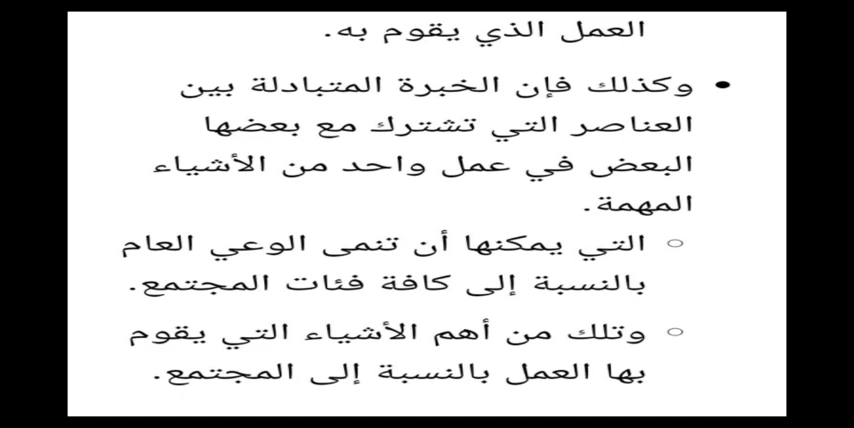 العمل الذي يقوم به.
• وكذلك فإن الخبرة المتبادلة بين
العناصر التي تشترك مع بعضها
البعض في عمل واحد من الأشياء
المهمة.
○ التي يمكنها أن تنمى الوعي العام
بالنسبة إلى كافة فئات المجتمع.
○ وتلك من أهم الأشياء التي يقوم
بها العمل بالنسبة إلى المجتمع.